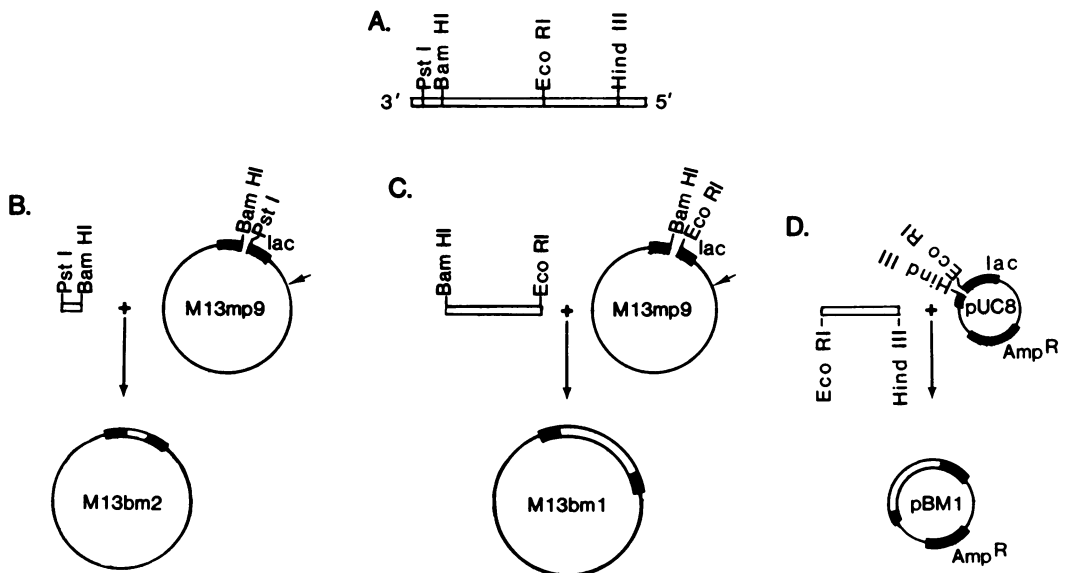 A.
Pst I
Bam HI
Eco RI
Hind III
3′
5′
B.
Pst I
Bam HI
+
Bam HI
Pst I
lac
M13mp9
M13bm2
C.
Bam HI
Eco RI
+
Bam HI
Eco RI
lac
M13mp9
M13bm1
D.
Eco RI
Hind III
+
Hind III
Eco RI
lac
pUC8
Amp^R
pBM1
Amp^R